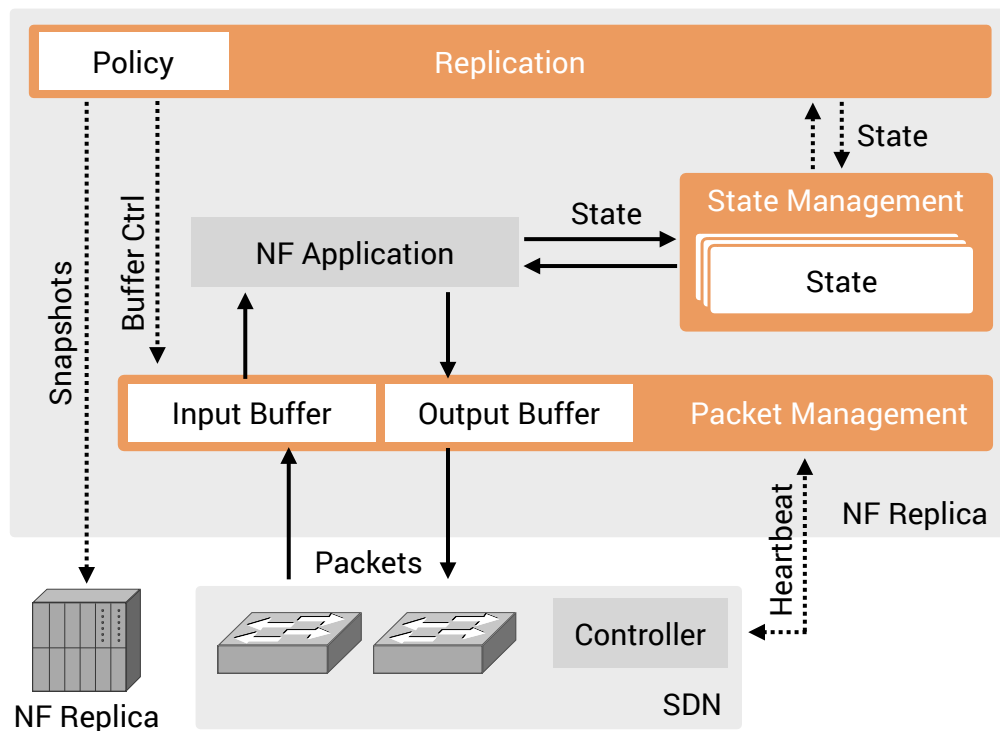 Policy
Replication
State
State Management
State
State
NF Application
Snapshots
Buffer Ctrl
Input Buffer
Output Buffer
Packet Management
Heartbeat
NF Replica
Packets
Controller
SDN
NF Replica